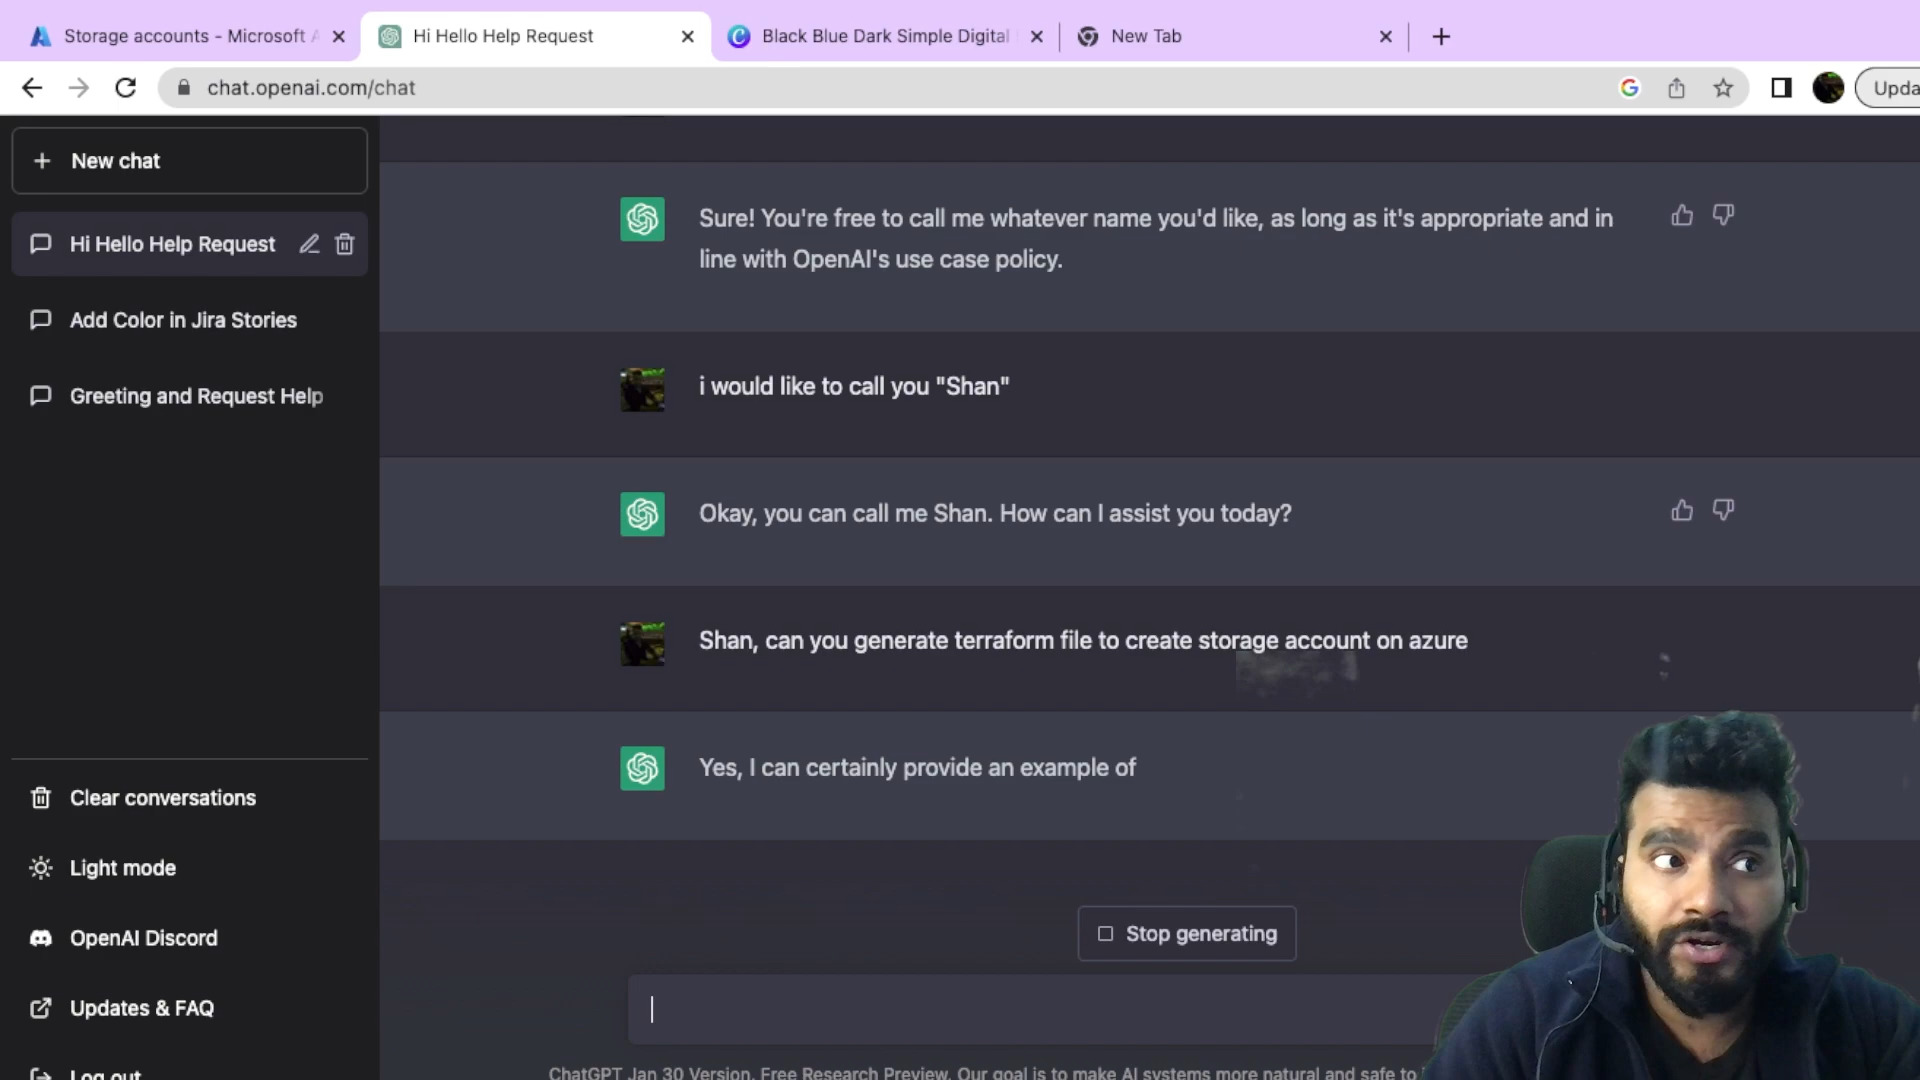 Storage accounts - Microsoft A
Hi Hello Help Request
Black Blue Dark Simple Digital
New Tab
chat.openai.com/chat
Upda
New chat
Hi Hello Help Request
Add Color in Jira Stories
Greeting and Request Help
Clear conversations
Light mode
OpenAI Discord
Updates & FAQ
Log out
Sure! You're free to call me whatever name you'd like, as long as it's appropriate and in
line with OpenAI's use case policy.
i would like to call you "Shan"
Okay, you can call me Shan. How can I assist you today?
Shan, can you generate terraform file to create storage account on azure
Yes, I can certainly provide an example of
Stop generating
ChatGPT Jan 30 Version. Free Research Preview. Our goal is to make AI systems more natural and safe to